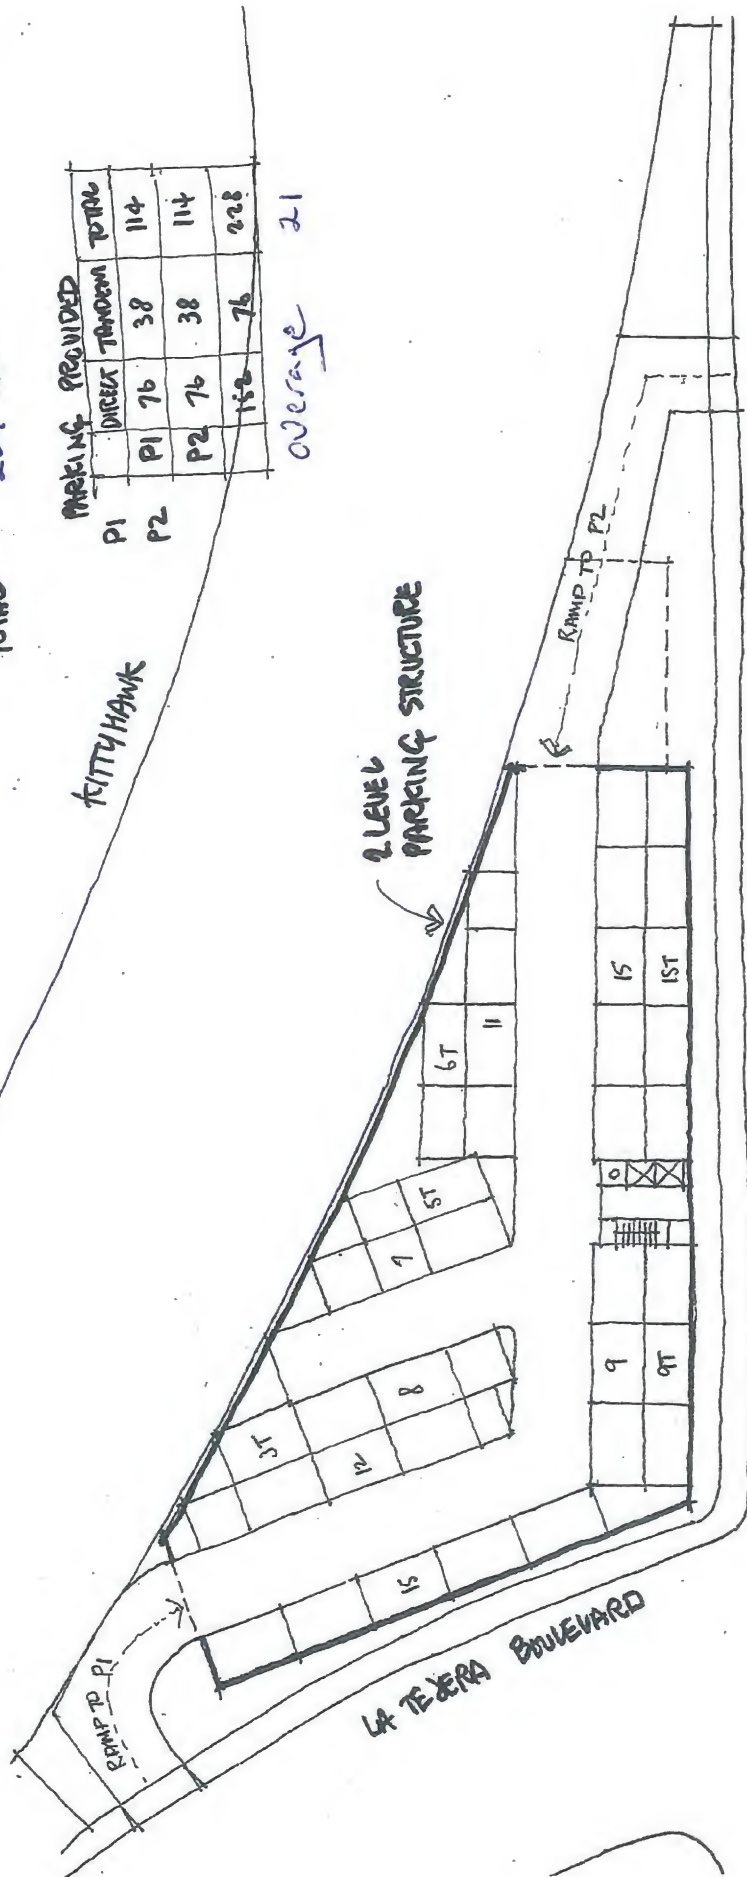 PARKING PROVIDED
DIRECT TANDEM TOTAL
P1 P1 76 38 114
P2 P2 76 38 114
152 76 228
overage 21
KITTYHAWK
2 LEVEL
PARKING STRUCTURE
RAMP TO P1
RAMP TO P2
3T
12
8
7
5T
6T
11
15
9
9T
15
15T
LA TEJERA BOULEVARD